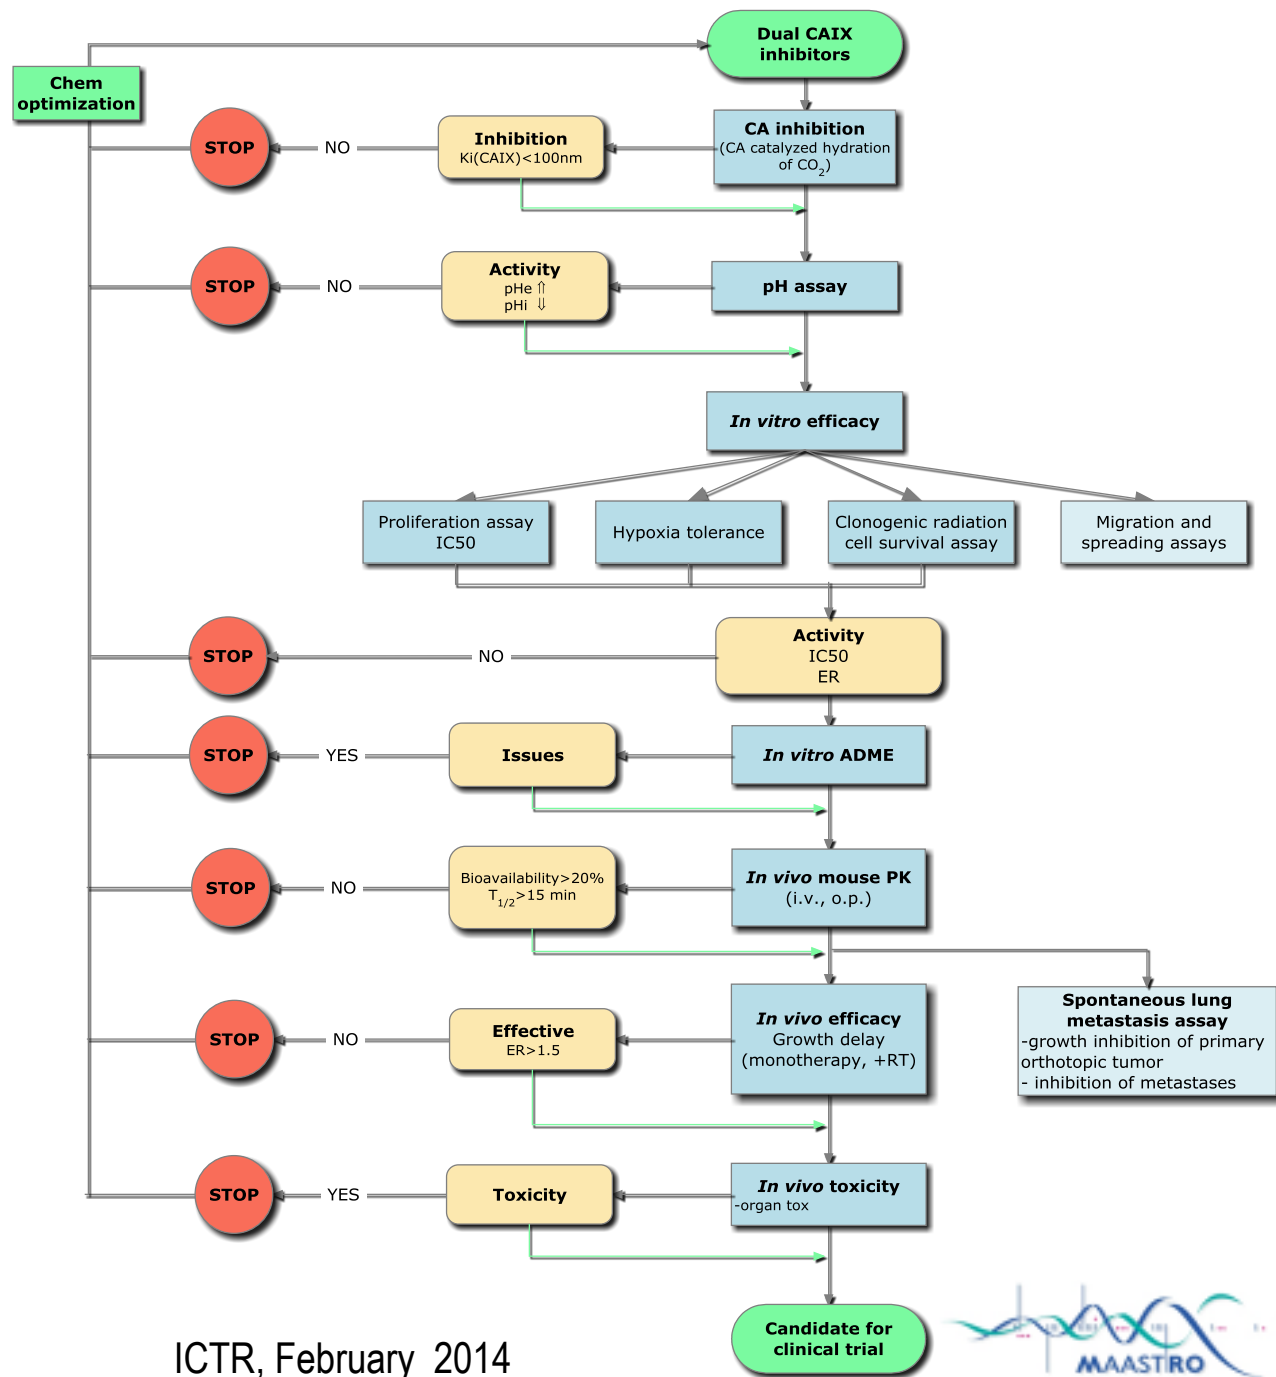 Dual CAIX
inhibitors
Chem
optimization
STOP
NO
Inhibition
Ki(CAIX)<100nm
CA inhibition
(CA catalyzed hydration
of CO2)
STOP
NO
Activity
pHe ⇑
pHi ⇓
pH assay
In vitro efficacy
Proliferation assay
IC50
Hypoxia tolerance
Clonogenic radiation
cell survival assay
Migration and
spreading assays
STOP
NO
Activity
IC50
ER
STOP
YES
Issues
In vitro ADME
STOP
NO
Bioavailability>20%
T1/2>15 min
In vivo mouse PK
(i.v., o.p.)
STOP
NO
Effective
ER>1.5
In vivo efficacy
Growth delay
(monotherapy, +RT)
Spontaneous lung
metastasis assay
-growth inhibition of primary
orthotopic tumor
- inhibition of metastases
STOP
YES
Toxicity
In vivo toxicity
-organ tox
Candidate for
clinical trial
ICTR, February 2014
MAASTRO